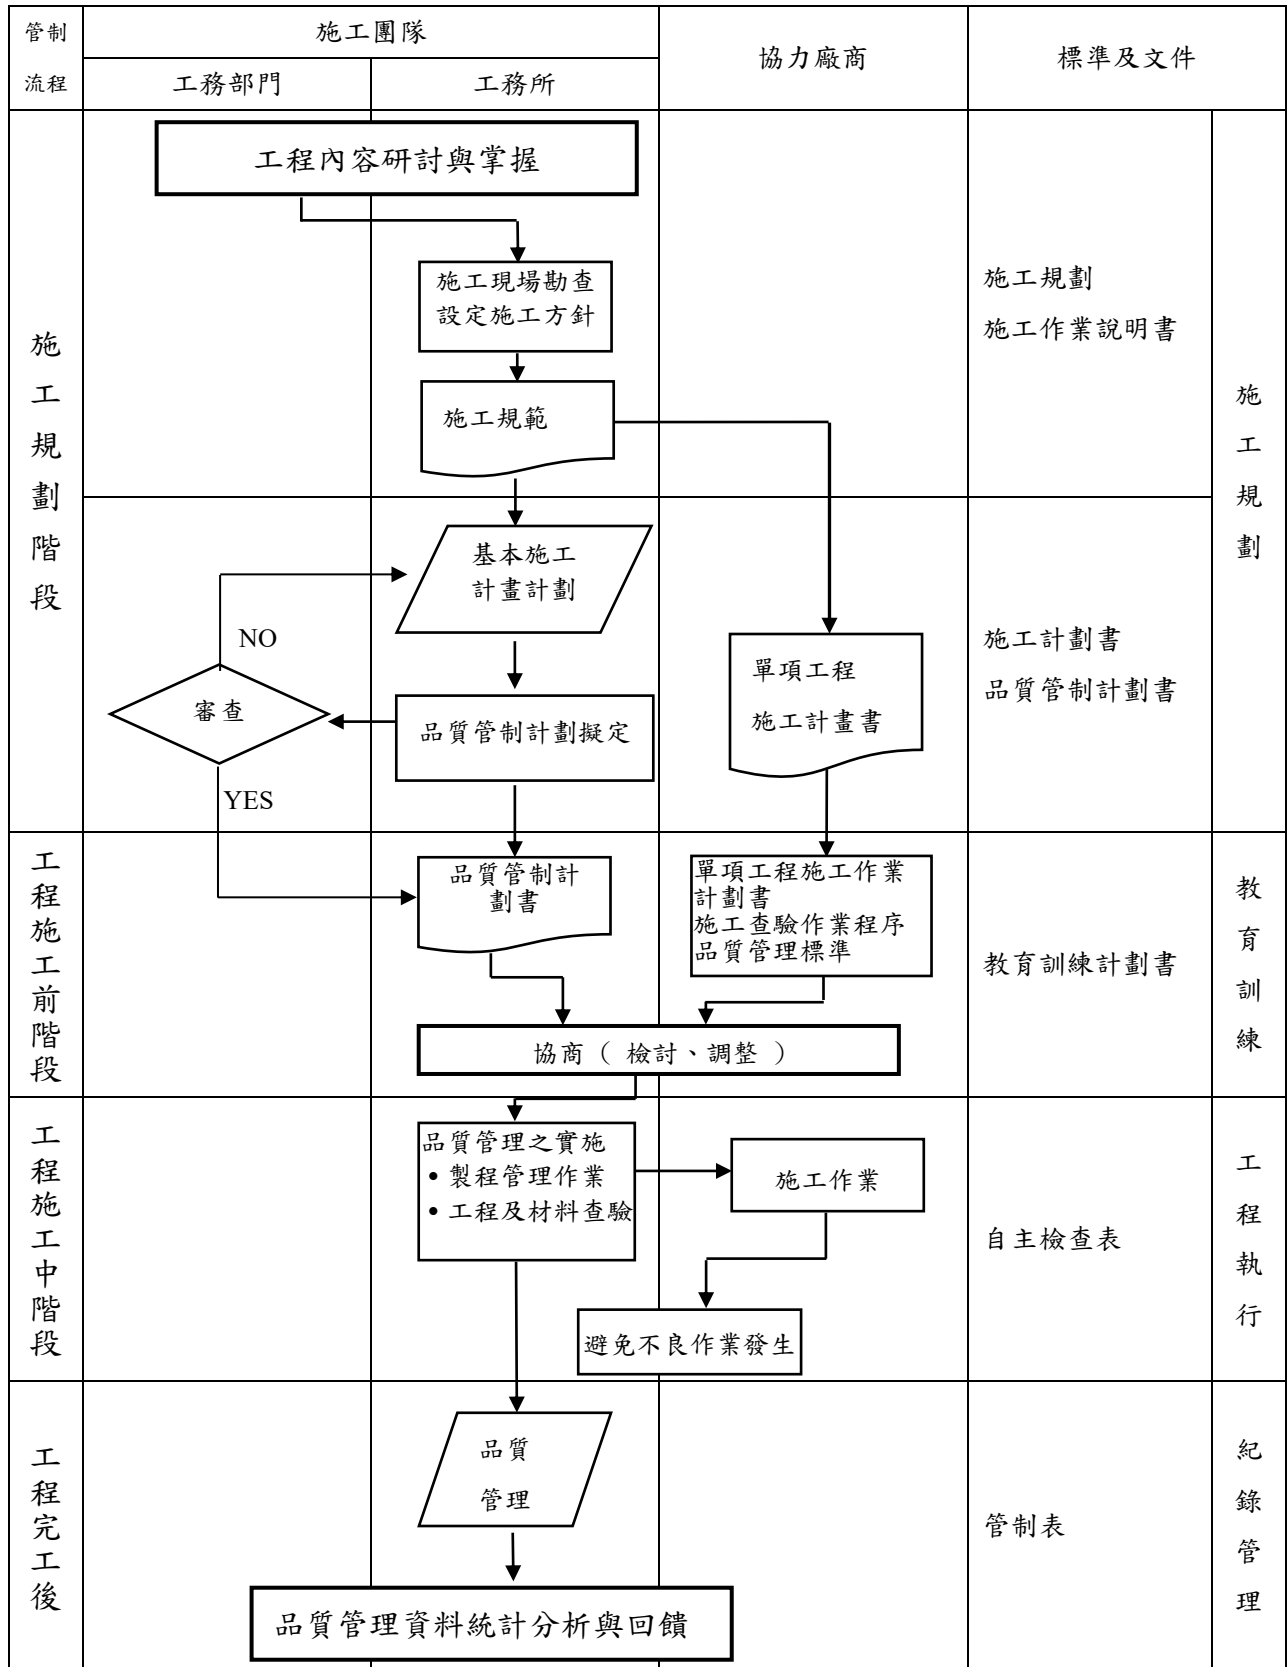 管制
流程
施工團隊
工務部門
工務所
協力廠商
標準及文件
施工規劃階段
工程內容研討與掌握
施工現場勘查
設定施工方針
施工規範
施工規劃
施工作業說明書
施工規劃
基本施工
計畫計劃
NO
審查
YES
品質管制計劃擬定
單項工程
施工計畫書
施工計劃書
品質管制計劃書
工程施工前階段
品質管制計
劃書
單項工程施工作業
計劃書
施工查驗作業程序
品質管理標準
教育訓練計劃書
教育訓練
協商（ 檢討、調整 ）
工程施工中階段
品質管理之實施
• 製程管理作業
• 工程及材料查驗
施工作業
避免不良作業發生
自主檢查表
工程執行
工程完工後
品質
管理
品質管理資料統計分析與回饋
管制表
紀錄管理